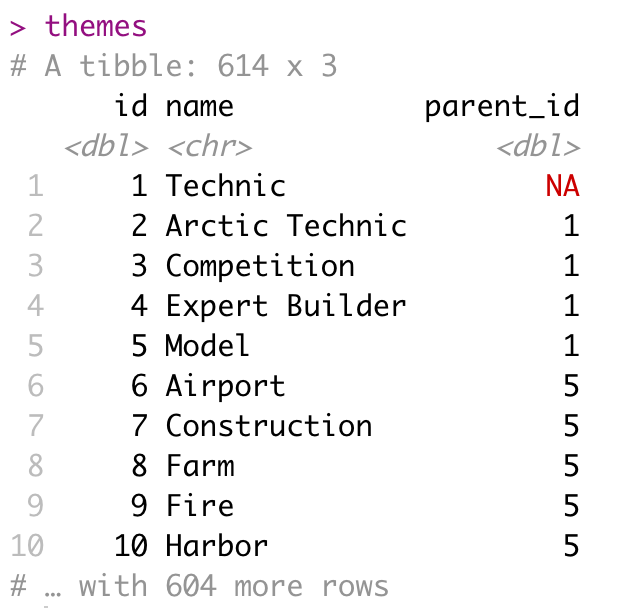 > themes
# A tibble: 614 x 3
id name parent_id
<dbl> <chr> <dbl>
1 1 Technic NA
2 2 Arctic Technic 1
3 3 Competition 1
4 4 Expert Builder 1
5 5 Model 1
6 6 Airport 5
7 7 Construction 5
8 8 Farm 5
9 9 Fire 5
10 10 Harbor 5
# … with 604 more rows